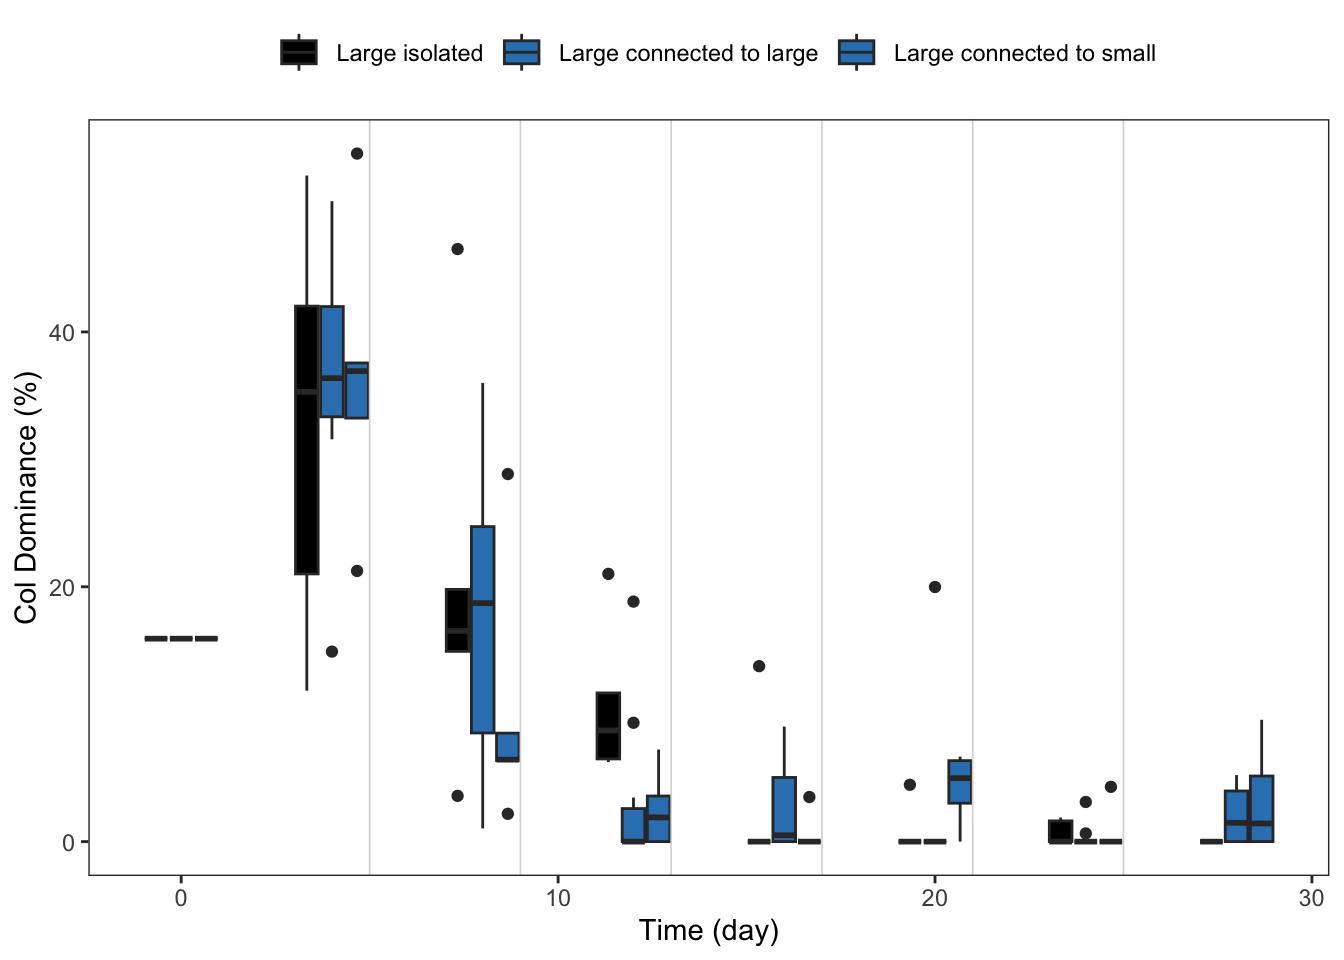 Large isolated Large connected to large Large connected to small
Col Dominance (%)
40
20
0
0 10 20 30
Time (day)